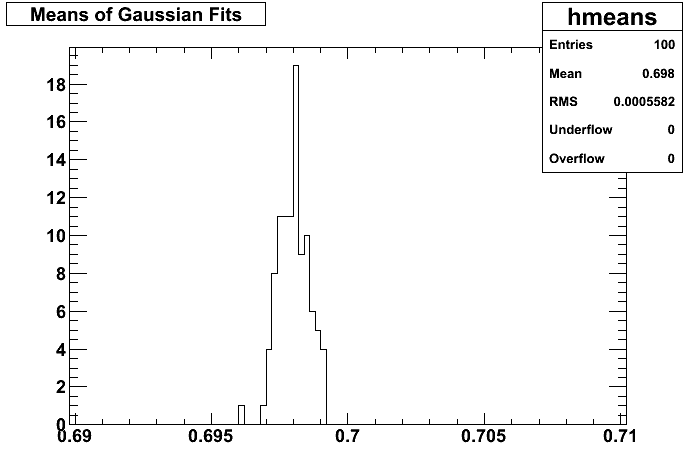 Means of Gaussian Fits
hmeans
Entries 100
Mean 0.698
RMS 0.0005582
Underflow 0
Overflow 0
18
16
14
12
10
8
6
4
2
0
0.69 0.695 0.7 0.705 0.71